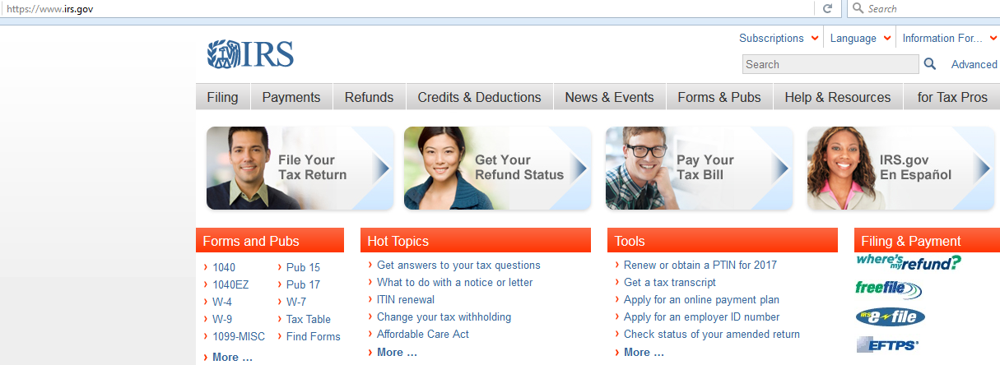 https://www.irs.gov
Search
IRS
Subscriptions
Language
Information For...
Search
Advanced
Filing
Payments
Refunds
Credits & Deductions
News & Events
Forms & Pubs
Help & Resources
for Tax Pros
File Your
Tax Return
Get Your
Refund Status
Pay Your
Tax Bill
IRS.gov
En Español
Forms and Pubs
1040
Pub 15
1040EZ
Pub 17
W-4
W-7
W-9
Tax Table
1099-MISC
Find Forms
More ...
Hot Topics
Get answers to your tax questions
What to do with a notice or letter
ITIN renewal
Change your tax withholding
Affordable Care Act
More ...
Tools
Renew or obtain a PTIN for 2017
Get a tax transcript
Apply for an online payment plan
Apply for an employer ID number
Check status of your amended return
More ...
Filing & Payment
where's my refund?
freefile
IRS e file
EFTPS